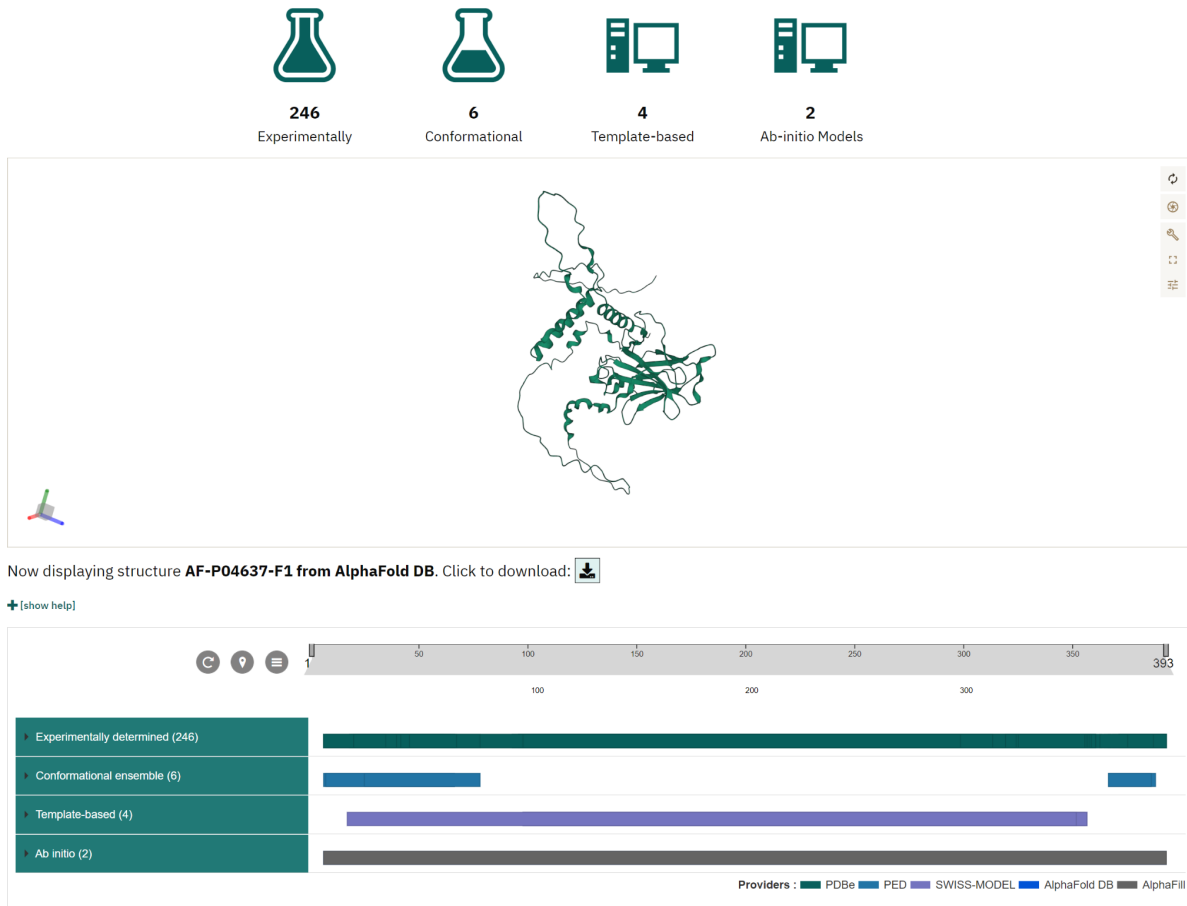 246 6 4 2
Experimentally Conformational Template-based Ab-initio Models
Now displaying structure AF-P04637-F1 from AlphaFold DB. Click to download:
[show help]
50 100 150 200 250 300 350
1 393
100 200 300
Experimentally determined (246)
Conformational ensemble (6)
Template-based (4)
Ab initio (2)
Providers : PDBe PED SWISS-MODEL AlphaFold DB AlphaFill